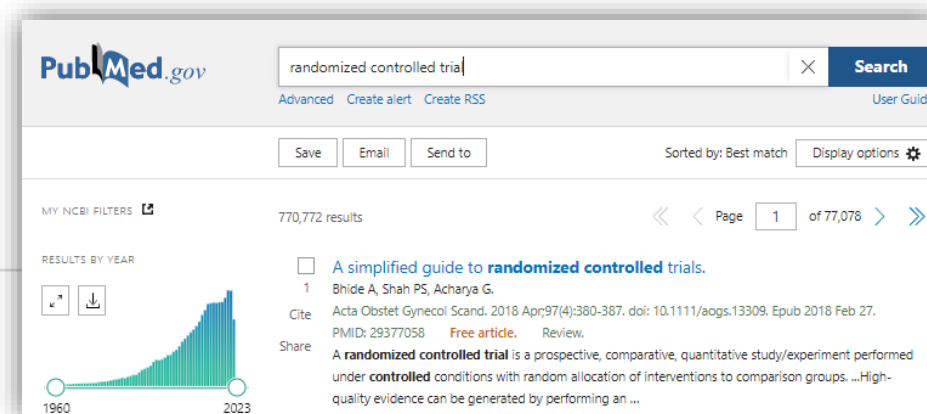 PubMed.gov
randomized controlled trial
Search
Advanced Create alert Create RSS
User Guid
Save Email Send to
Sorted by: Best match Display options
MY NCBI FILTERS
770,772 results
Page 1 of 77,078
RESULTS BY YEAR
A simplified guide to randomized controlled trials.
1
Bhide A, Shah PS, Acharya G.
Cite
Acta Obstet Gynecol Scand. 2018 Apr;97(4):380-387. doi: 10.1111/aogs.13309. Epub 2018 Feb 27.
PMID: 29377058 Free article. Review.
Share
A randomized controlled trial is a prospective, comparative, quantitative study/experiment performed
under controlled conditions with random allocation of interventions to comparison groups. ...High-
quality evidence can be generated by performing an ...
1960 2023